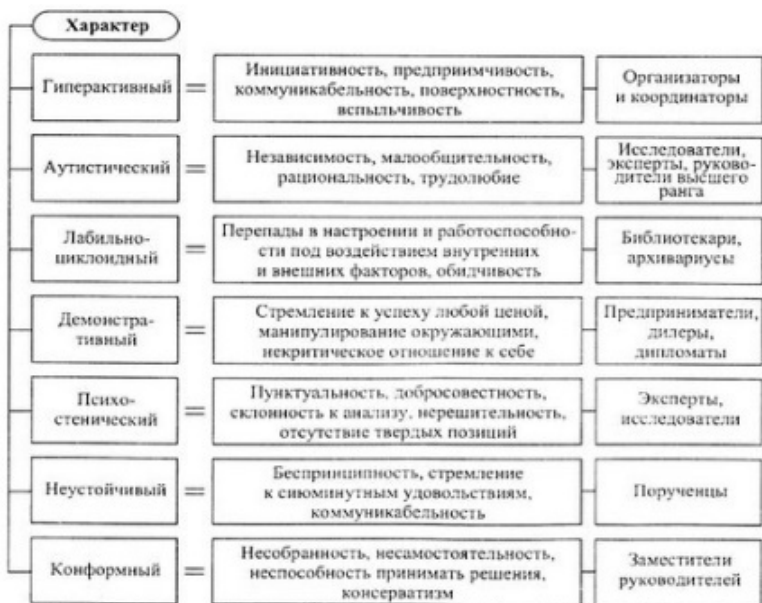 Характер
Гиперактивный
Инициативность, предприимчивость,
коммуникабельность, поверхностность,
вспыльчивость
Организаторы
и координаторы
Аутистический
Независимость, малообщительность,
рациональность, трудолюбие
Исследователи,
эксперты, руково-
дители высшего
ранга
Лабильно-
циклоидный
Перепады в настроении и работоспособно-
сти под воздействием внутренних
и внешних факторов, обидчивость
Библиотекари,
архивариусы
Демонстра-
тивный
Стремление к успеху любой ценой,
манипулирование окружающими,
некритическое отношение к себе
Предприниматели,
дилеры,
дипломаты
Психо-
стенический
Пунктуальность, добросовестность,
склонность к анализу, нерешительность,
отсутствие твердых позиций
Эксперты,
исследователи
Неустойчивый
Беспринципность, стремление
к сиюминутным удовольствиям,
коммуникабельность
Порученцы
Конформный
Несобранность, несамостоятельность,
неспособность принимать решения,
консерватизм
Заместители
руководителей